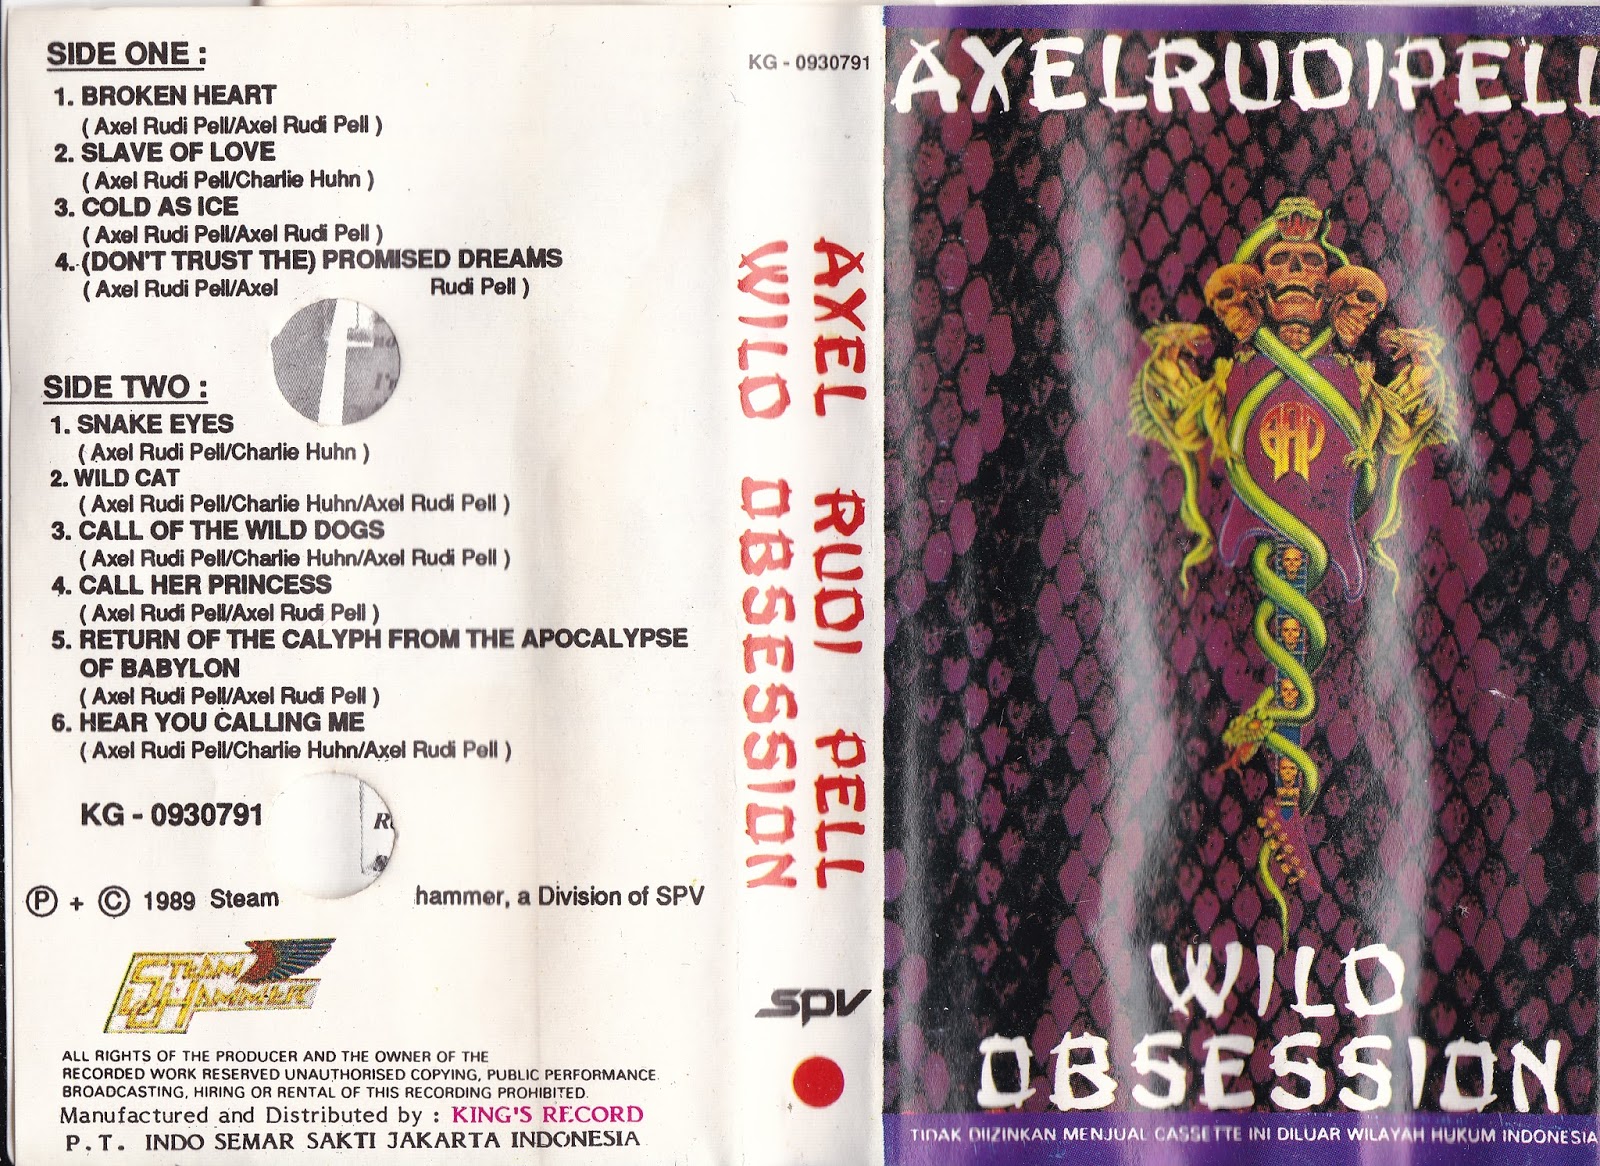 SIDE ONE :
1. BROKEN HEART
( Axel Rudi Pell/Axel Rudi Pell )
2. SLAVE OF LOVE
( Axel Rudi Pell/Charlie Huhn )
3. COLD AS ICE
( Axel Rudi Pell/Axel Rudi Pell )
4. (DON'T TRUST THE) PROMISED DREAMS
( Axel Rudi Pell/Axel Rudi Pell )
SIDE TWO :
1. SNAKE EYES
( Axel Rudi Pell/Charlie Huhn )
2. WILD CAT
( Axel Rudi Pell/Charlie Huhn/Axel Rudi Pell )
3. CALL OF THE WILD DOGS
( Axel Rudi Pell/Charlie Huhn/Axel Rudi Pell )
4. CALL HER PRINCESS
( Axel Rudi Pell/Axel Rudi Pell )
5. RETURN OF THE CALYPH FROM THE APOCALYPSE
OF BABYLON
( Axel Rudi Pell/Axel Rudi Pell )
6. HEAR YOU CALLING ME
( Axel Rudi Pell/Charlie Huhn/Axel Rudi Pell )
KG - 0930791
Ⓟ + © 1989 Steam hammer, a Division of SPV
STEAM
HAMMER
ALL RIGHTS OF THE PRODUCER AND THE OWNER OF THE
RECORDED WORK RESERVED UNAUTHORISED COPYING, PUBLIC PERFORMANCE.
BROADCASTING, HIRING OR RENTAL OF THIS RECORDING PROHIBITED.
Manufactured and Distributed by : KING'S RECORD
P.T. INDO SEMAR SAKTI JAKARTA INDONESIA
KG - 0930791
AXEL RUDI PELL
WILD OBSESSION
SPV
AXELRUDIPELL
ARP
WILD
OBSESSION
TIDAK DIIZINKAN MENJUAL CASSETTE INI DILUAR WILAYAH HUKUM INDONESIA